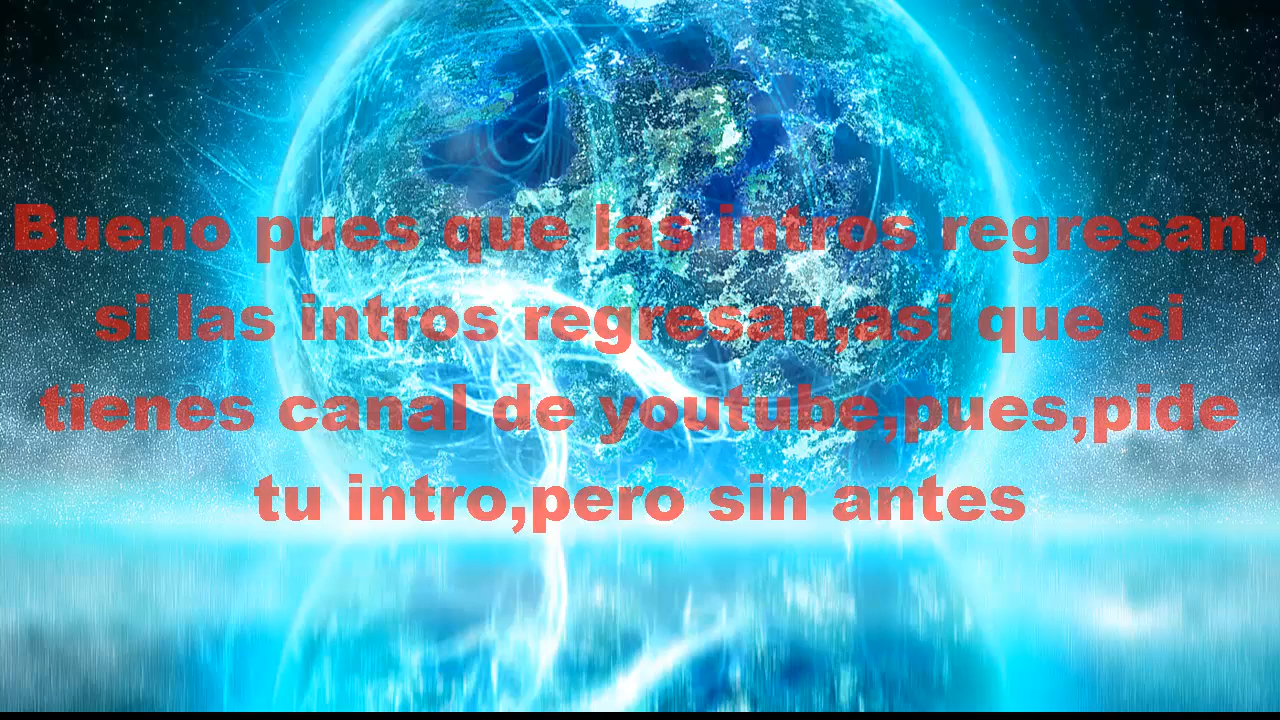 Bueno pues que las intros regresan,
si las intros regresan,asi que si
tienes canal de youtube,pues,pide
tu intro,pero sin antes